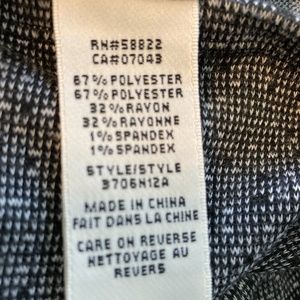 RN#58822
CA#07043
67% POLYESTER
67% POLYESTER
32% RAYON
32% RAYONNE
1% SPANDEX
1% SPANDEX
STYLE/STYLE
3706N12A
MADE IN CHINA
FAIT DANS LA CHINE
CARE ON REVERSE
NETTOYAGE AU
REVERS